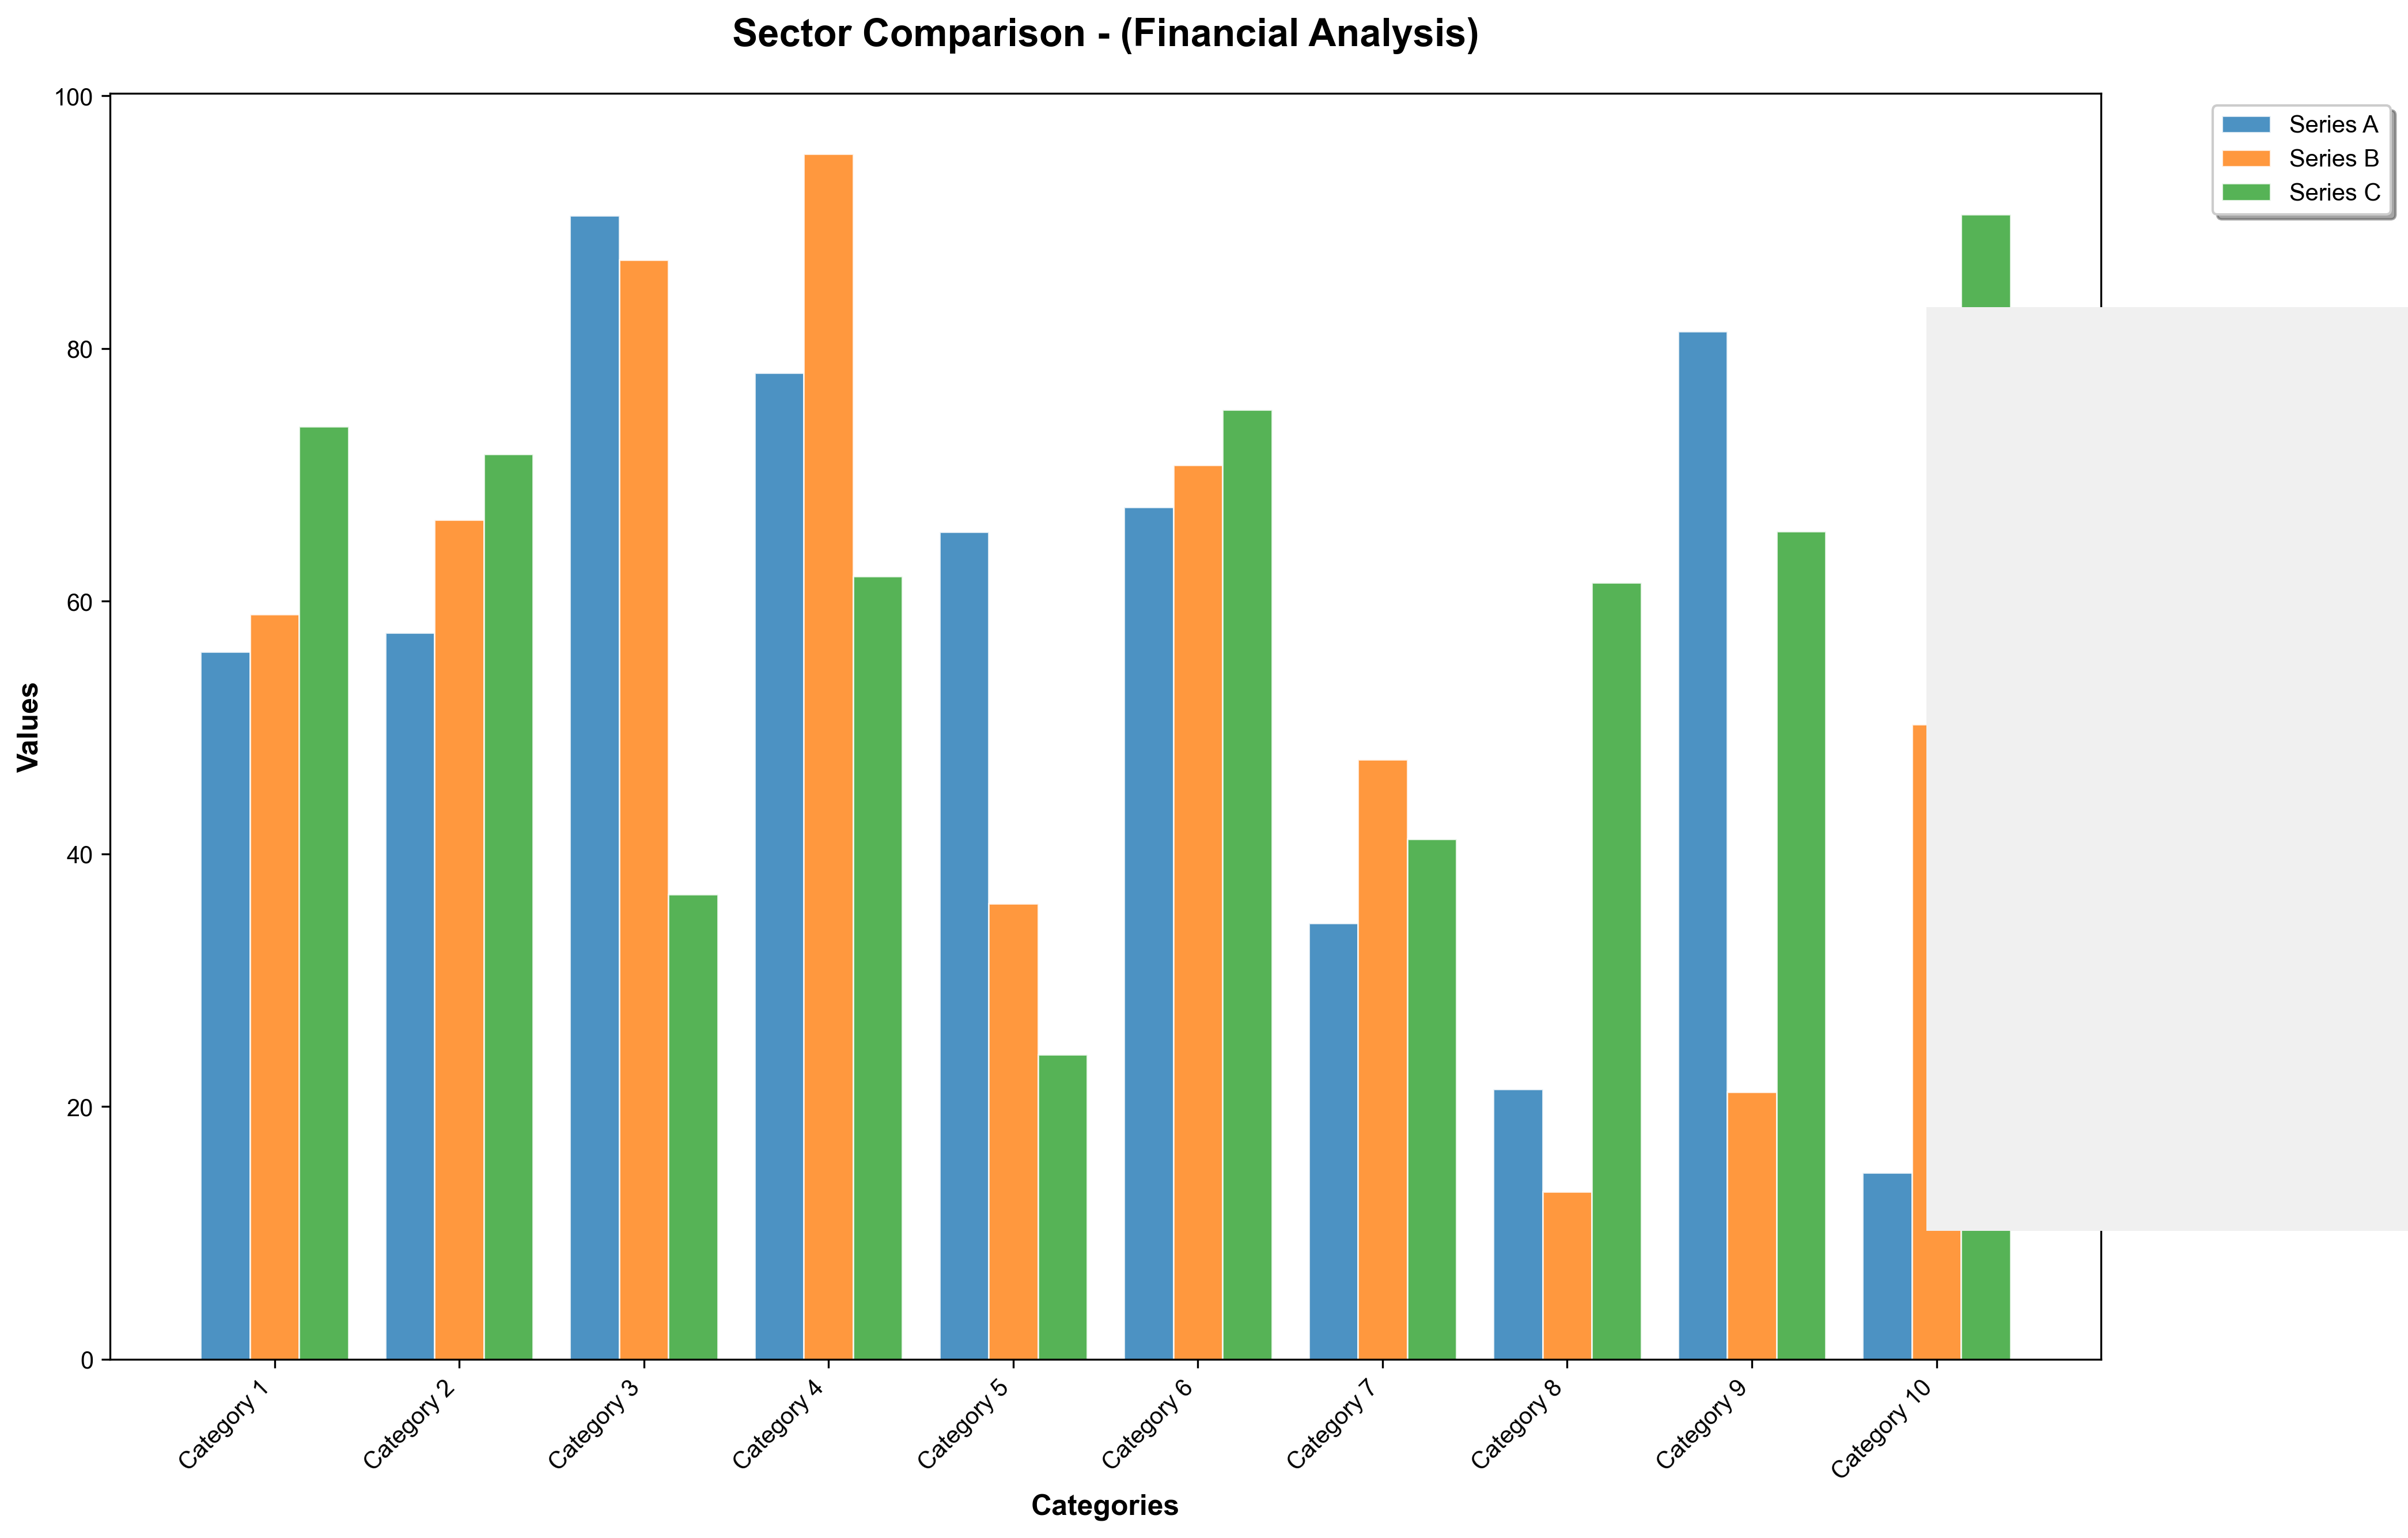 Sector Comparison - (Financial Analysis)
Series A
Series B
Series C
Values
100
80
60
40
20
0
Category 1
Category 2
Category 3
Category 4
Category 5
Category 6
Category 7
Category 8
Category 9
Category 10
Categories